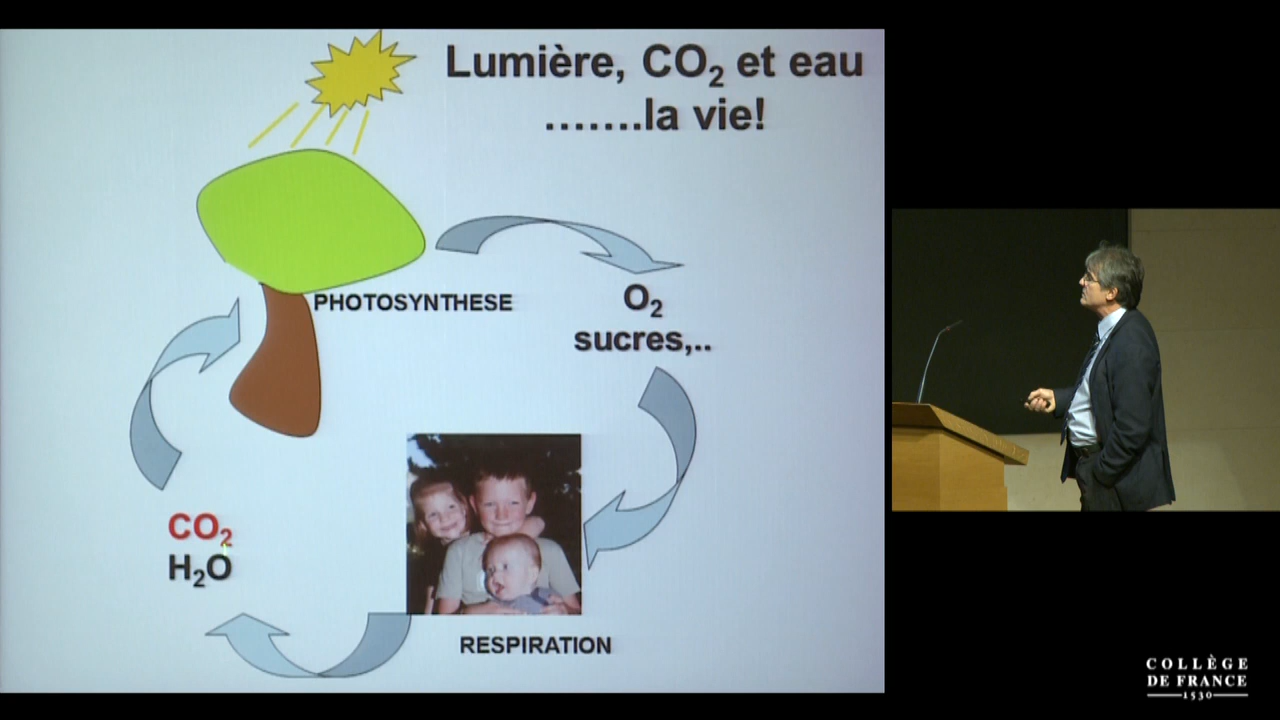 Lumière, CO₂ et eau
.......la vie!
PHOTOSYNTHESE
O₂
sucres,..
CO₂
H₂O
RESPIRATION
COLLÈGE
DE FRANCE
1530